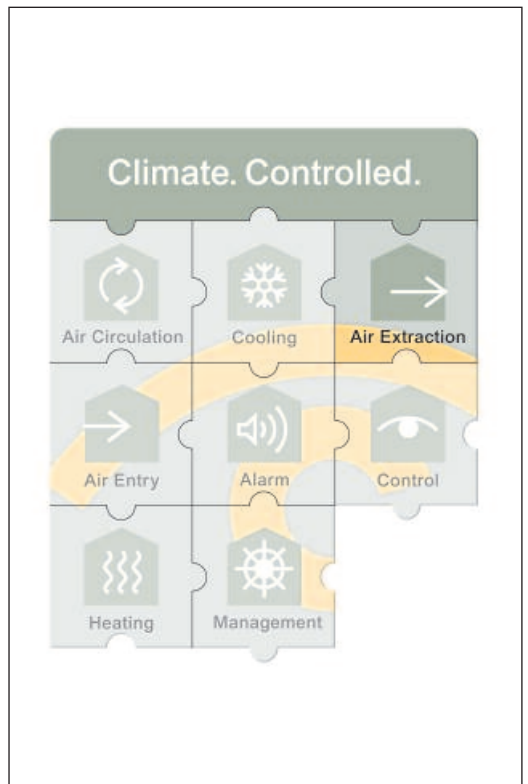 Climate. Controlled.
Air Circulation
Cooling
Air Extraction
Air Entry
Alarm
Control
Heating
Management